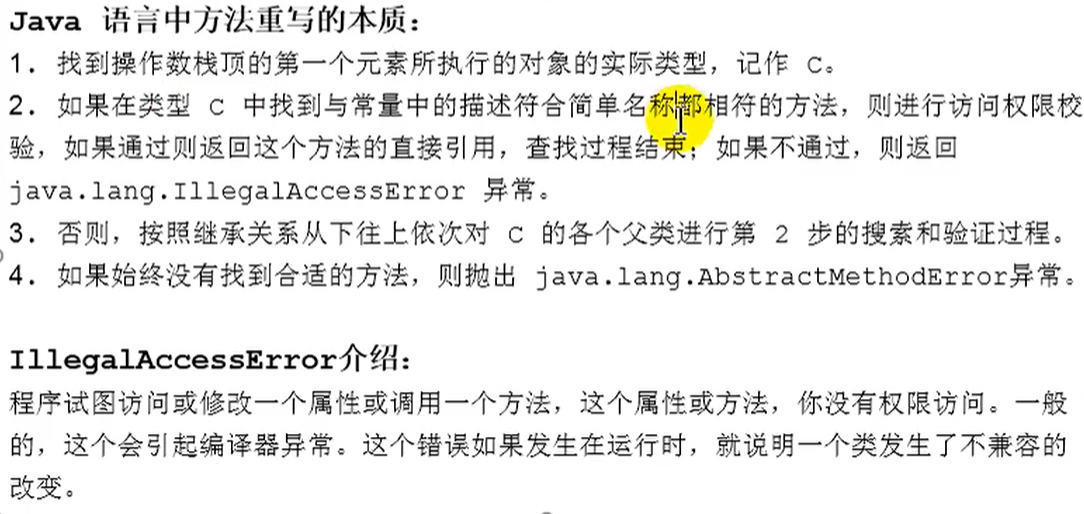 Java 语言中方法重写的本质：
1. 找到操作数栈顶的第一个元素所执行的对象的实际类型，记作 C。
2. 如果在类型 C 中找到与常量中的描述符合简单名称都相符的方法，则进行访问权限校
验，如果通过则返回这个方法的直接引用，查找过程结束；如果不通过，则返回
java.lang.IllegalAccessError 异常。
3. 否则，按照继承关系从下往上依次对 C 的各个父类进行第 2 步的搜索和验证过程。
4. 如果始终没有找到合适的方法，则抛出 java.lang.AbstractMethodError异常。
IllegalAccessError介绍：
程序试图访问或修改一个属性或调用一个方法，这个属性或方法，你没有权限访问。一般
的，这个会引起编译器异常。这个错误如果发生在运行时，就说明一个类发生了不兼容的
改变。